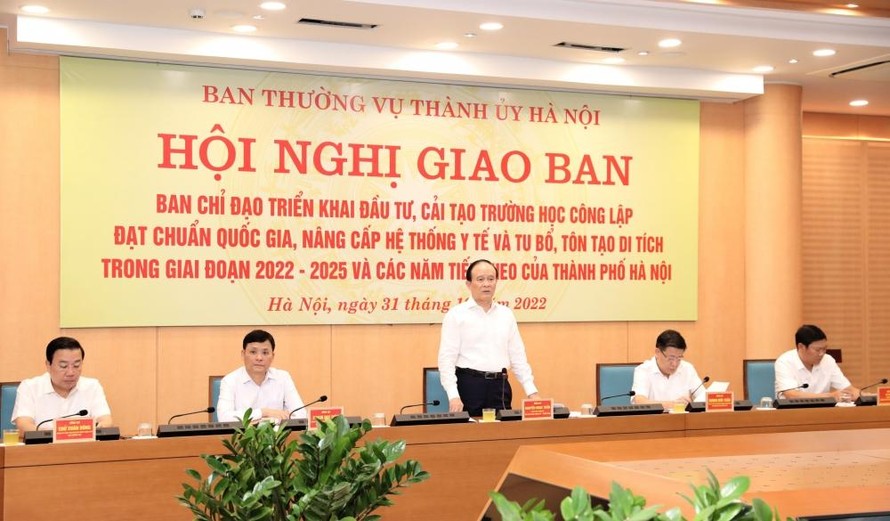 BAN THƯỜNG VỤ THÀNH ỦY HÀ NỘI
HỘI NGHỊ GIAO BAN
BAN CHỈ ĐẠO TRIỂN KHAI ĐẦU TƯ, CẢI TẠO TRƯỜNG HỌC CÔNG LẬP
ĐẠT CHUẨN QUỐC GIA, NÂNG CẤP HỆ THỐNG Y TẾ VÀ TU BỔ, TÔN TẠO DI TÍCH
TRONG GIAI ĐOẠN 2022 - 2025 VÀ CÁC NĂM CỦA THÀNH PHỐ HÀ NỘI
Hà Nội, ngày 31 tháng 2022